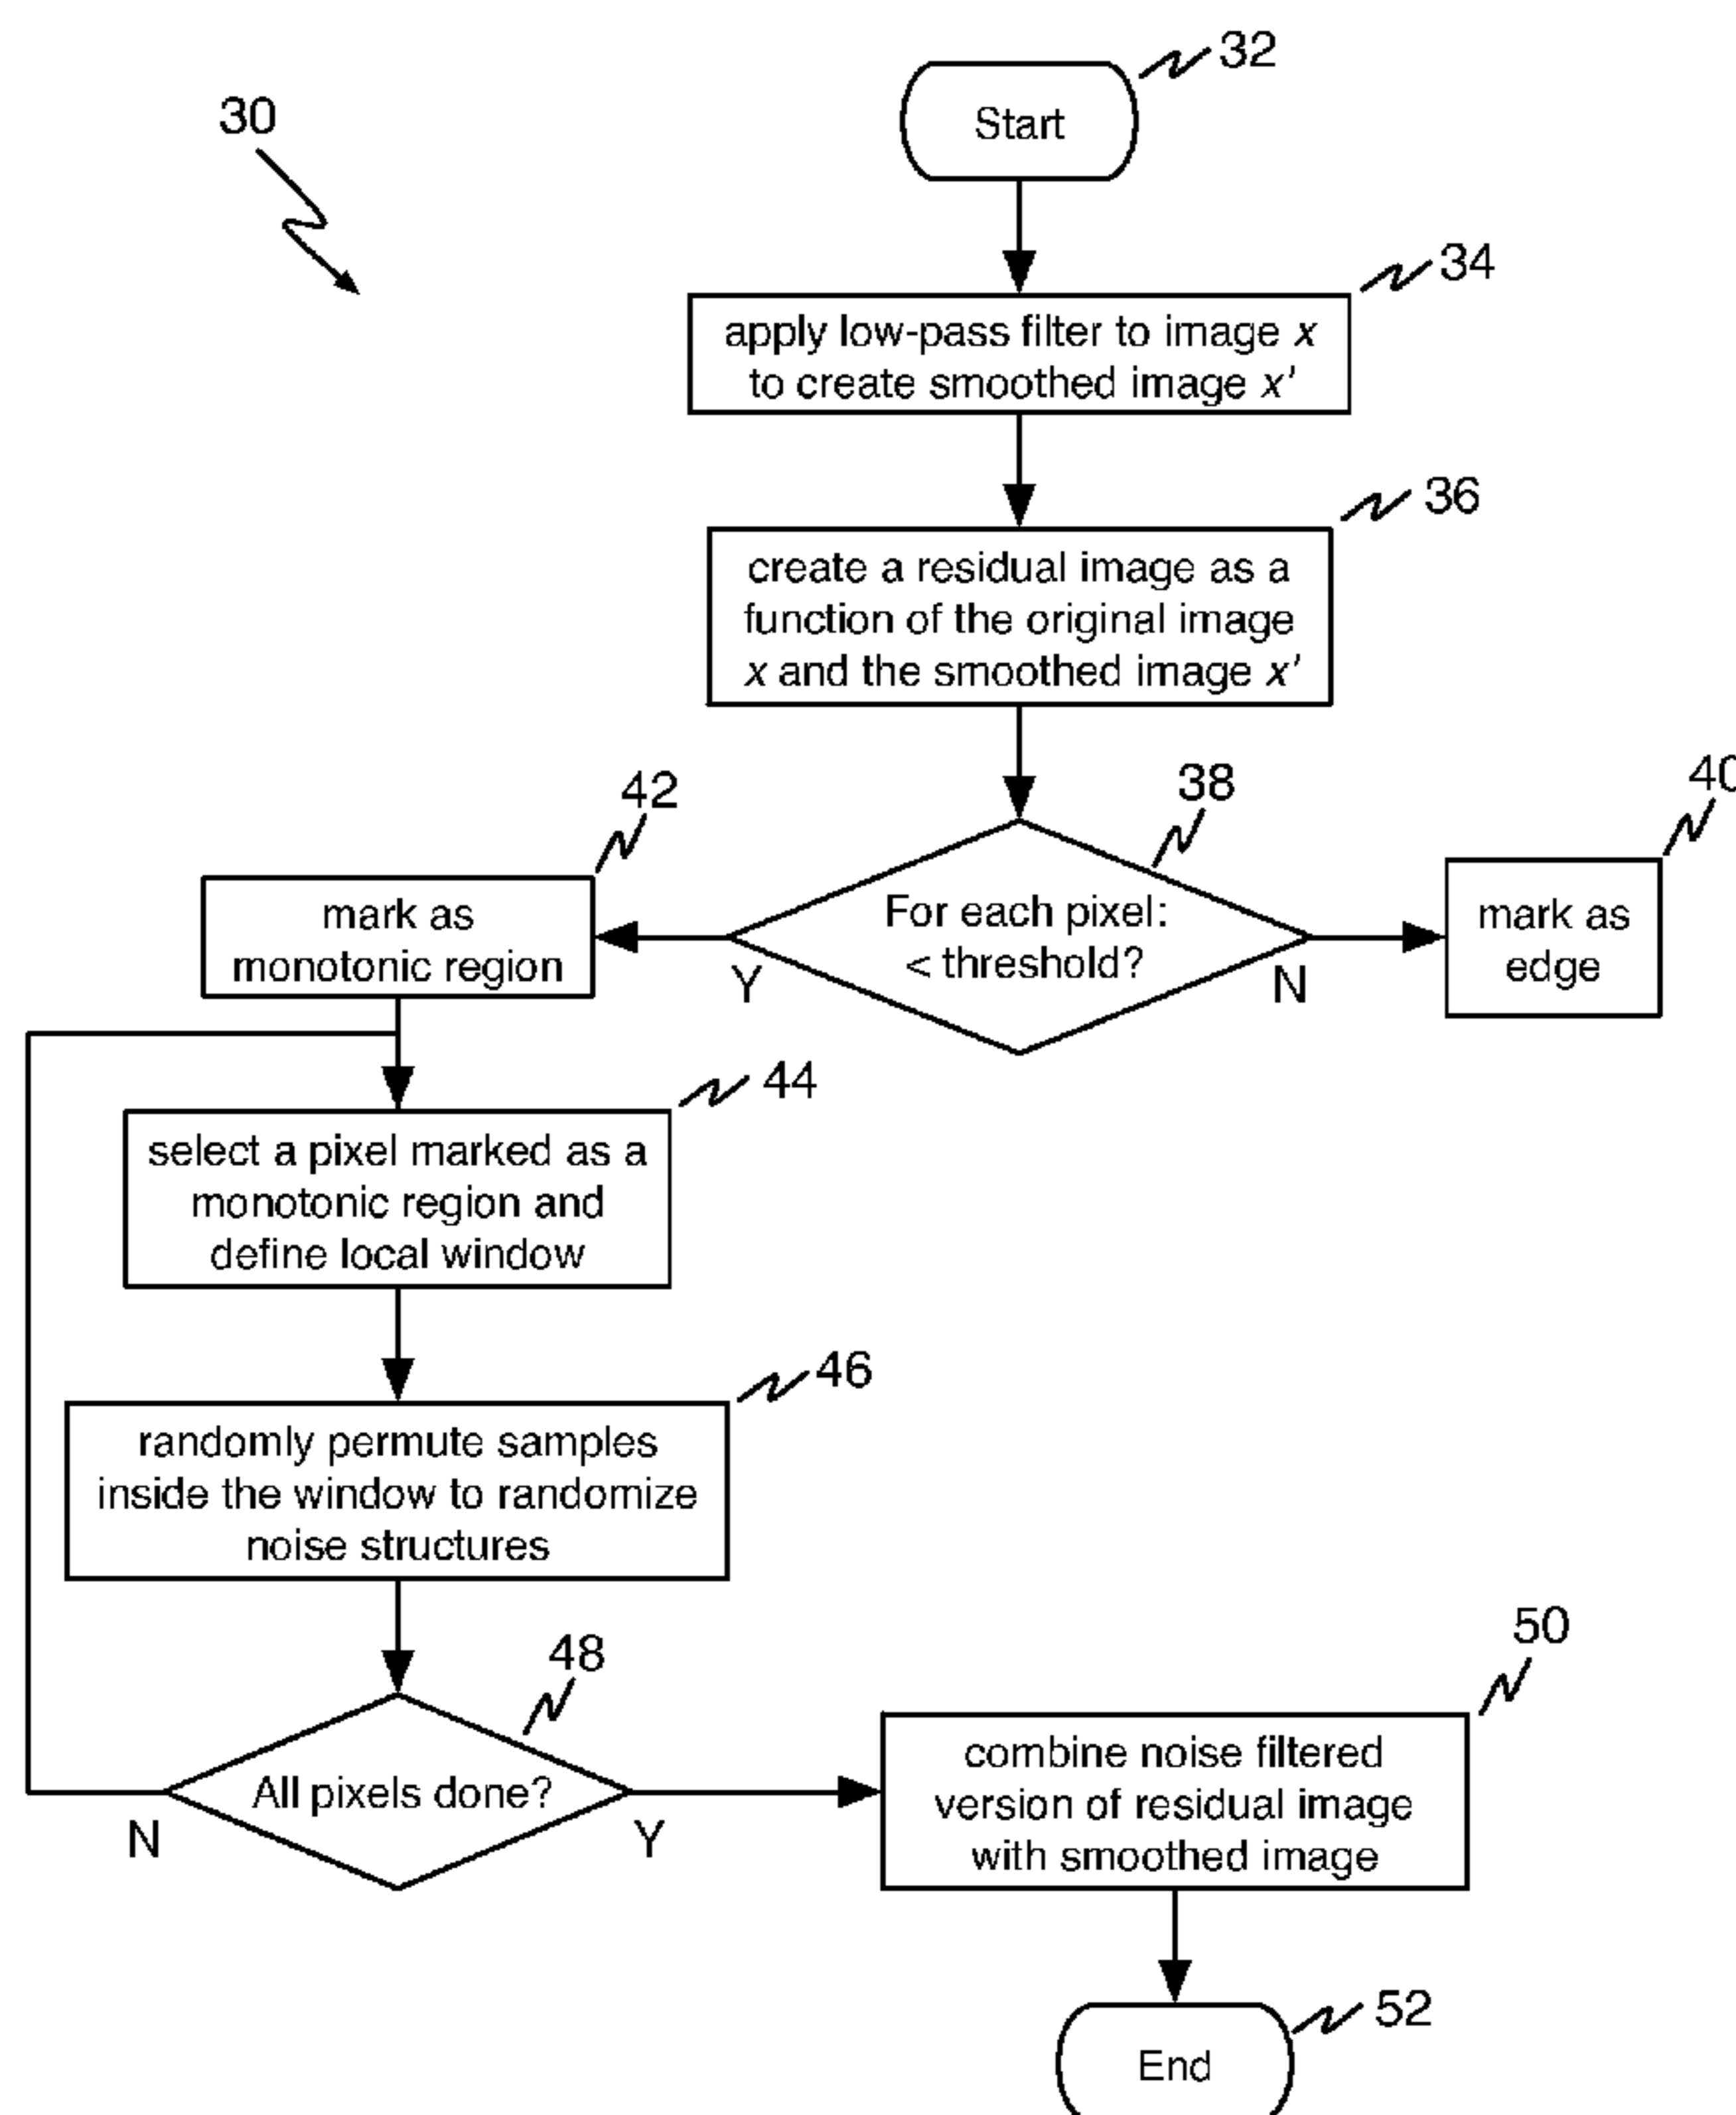 32
30
Start
34
apply low-pass filter to image x
to create smoothed image x'
36
create a residual image as a
function of the original image
x and the smoothed image x'
38
40
42
For each pixel:
< threshold?
mark as
monotonic region
mark as
edge
Y
N
44
select a pixel marked as a
monotonic region and
define local window
46
randomly permute samples
inside the window to randomize
noise structures
48
50
All pixels done?
N
Y
combine noise filtered
version of residual image
with smoothed image
52
End